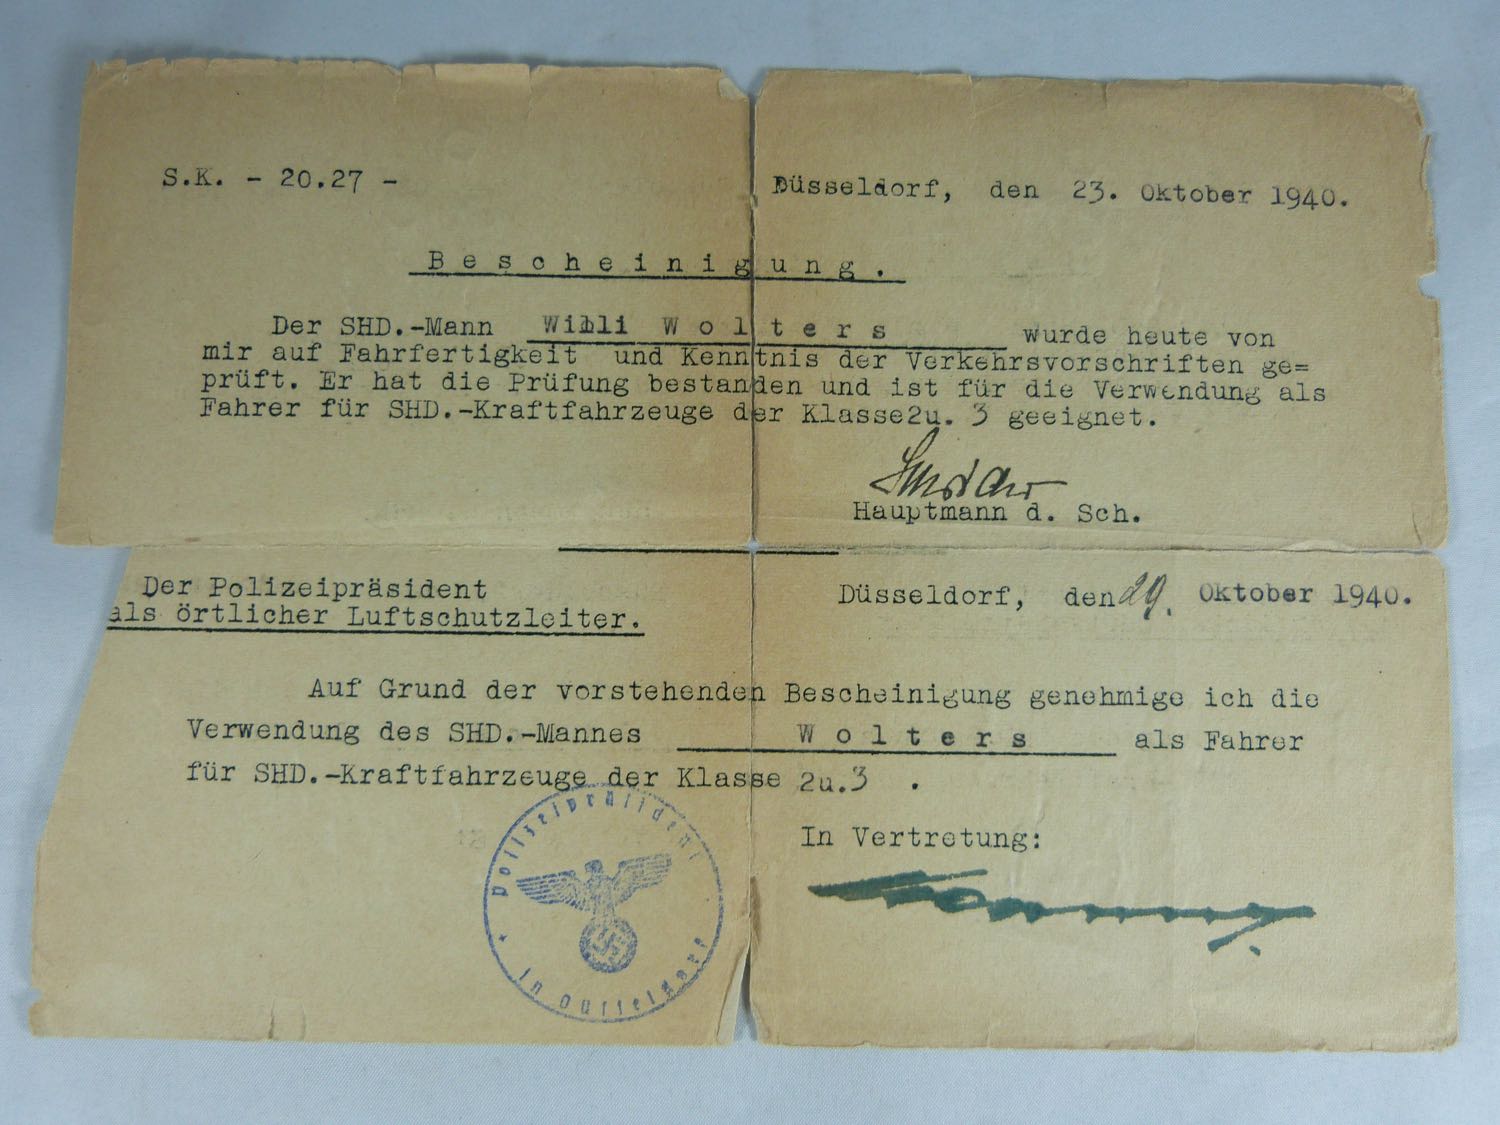 S.K. - 20.27 -
Düsseldorf, den 23. Oktober 1940.
Bescheinigung.
Der SHD.-Mann Willi Wolters wurde heute von
mir auf Fahrfertigkeit und Kenntnis der Verkehrsvorschriften ge=
prüft. Er hat die Prüfung bestanden und ist für die Verwendung als
Fahrer für SHD.-Kraftfahrzeuge der Klasse2u. 3 geeignet.
Hauptmann d. Sch.
Der Polizeipräsident
als örtlicher Luftschutzleiter.
Düsseldorf, den 29. Oktober 1940.
Auf Grund der vorstehenden Bescheinigung genehmige ich die
Verwendung des SHD.-Mannes Wolters als Fahrer
für SHD.-Kraftfahrzeuge der Klasse 2u.3 .
In Vertretung:
Polizeipräsident
in Düsseldorf